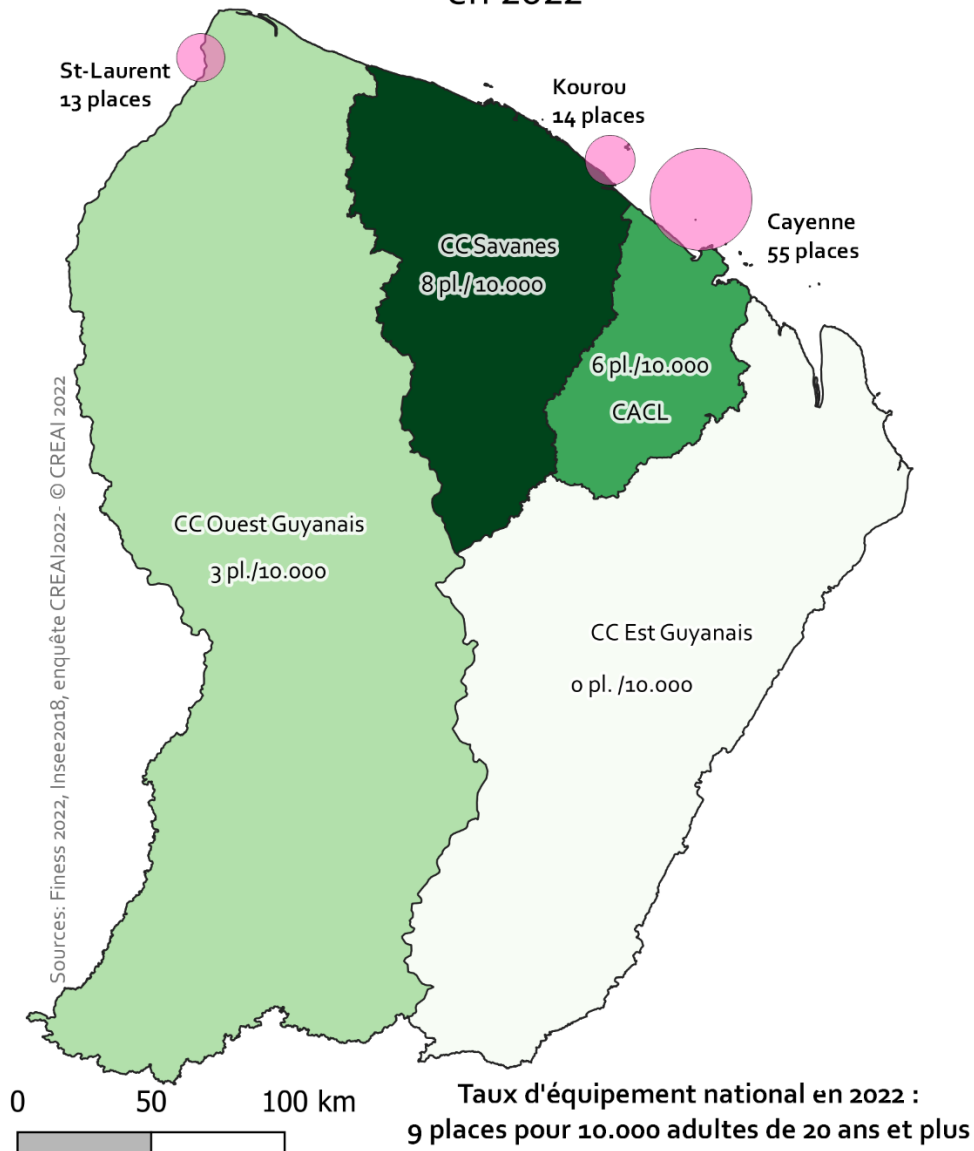 en 2022
St-Laurent
13 places
Kourou
14 places
Cayenne
55 places
CC Savanes
8 pl./10.000
6 pl./10.000
CACL
CC Ouest Guyanais
3 pl./10.000
CC Est Guyanais
0 pl. /10.000
Sources: Finess 2022, Insee2018, enquête CREAI2022- © CREAI 2022
0 50 100 km
Taux d'équipement national en 2022 :
9 places pour 10.000 adultes de 20 ans et plus